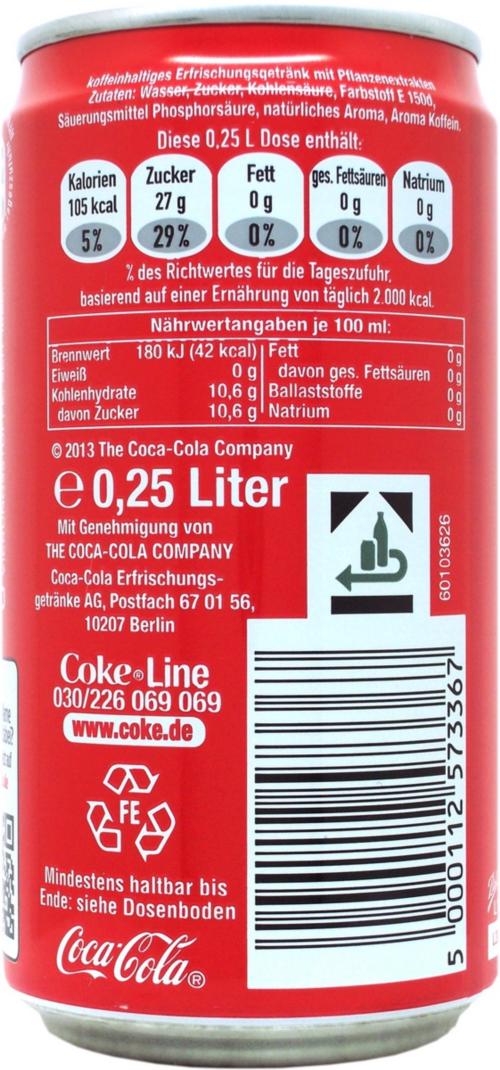 koffeinhaltiges Erfrischungsgetränk mit Pflanzenextrakten
Zutaten: Wasser, Zucker, Kohlensäure, Farbstoff E 150d,
Säuerungsmittel Phosphorsäure, natürliches Aroma, Aroma Koffein.
Diese 0,25 L Dose enthält:
Kalorien Zucker Fett ges. Fettsäuren Natrium
105 kcal 27 g 0 g 0 g 0 g
5% 29% 0% 0% 0%
% des Richtwertes für die Tageszufuhr,
basierend auf einer Ernährung von täglich 2.000 kcal.
Nährwertangaben je 100 ml:
Brennwert 180 kJ (42 kcal) Fett 0 g
Eiweiß 0 g davon ges. Fettsäuren 0 g
Kohlenhydrate 10,6 g Ballaststoffe 0 g
davon Zucker 10,6 g Natrium 0 g
© 2013 The Coca-Cola Company
e 0,25 Liter
Mit Genehmigung von
THE COCA-COLA COMPANY
Coca-Cola Erfrischungs-
getränke AG, Postfach 67 01 56,
10207 Berlin
60103626
Coke® Line
030/226 069 069
www.coke.de
FE
Mindestens haltbar bis
Ende: siehe Dosenboden
Coca-Cola®
5 000112 573367